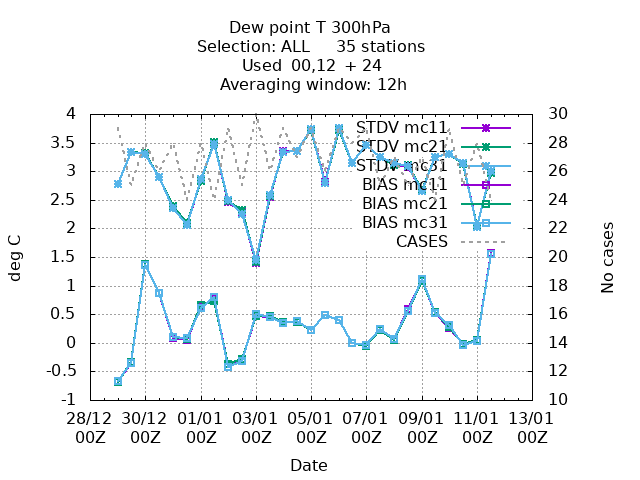 Dew point T 300hPa
Selection: ALL 35 stations
Used 00,12 + 24
Averaging window: 12h
4
3.5
3
2.5
2
1.5
1
0.5
0
-0.5
-1
deg C
30
28
26
24
22
20
18
16
14
12
10
No cases
STDV mc11
STDV mc21
STDV mc31
BIAS mc11
BIAS mc21
BIAS mc31
CASES
28/12 30/12 01/01 03/01 05/01 07/01 09/01 11/01 13/01
00Z 00Z 00Z 00Z 00Z 00Z 00Z 00Z 00Z
Date